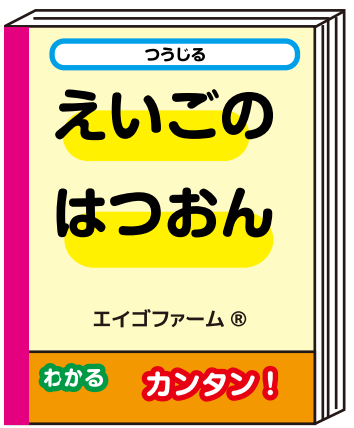 つうじる
えいごの
はつおん
エイゴファーム ®
わかる カンタン！